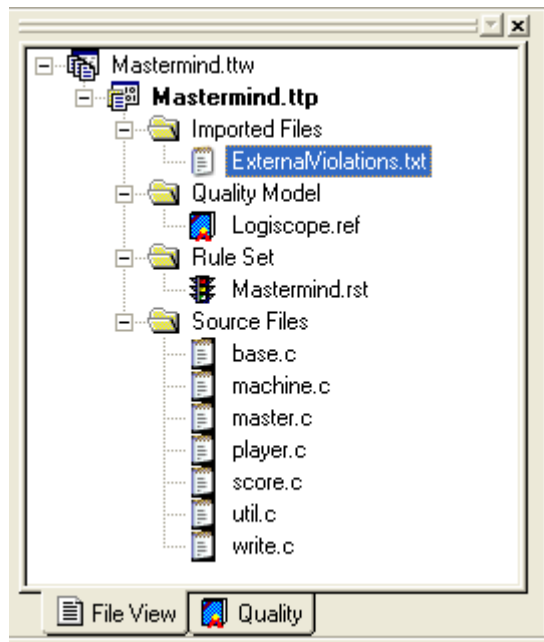 Mastermind.ttw
Mastermind.ttp
Imported Files
ExternalViolations.txt
Quality Model
Logiscope.ref
Rule Set
Mastermind.rst
Source Files
base.c
machine.c
master.c
player.c
score.c
util.c
write.c
File View Quality